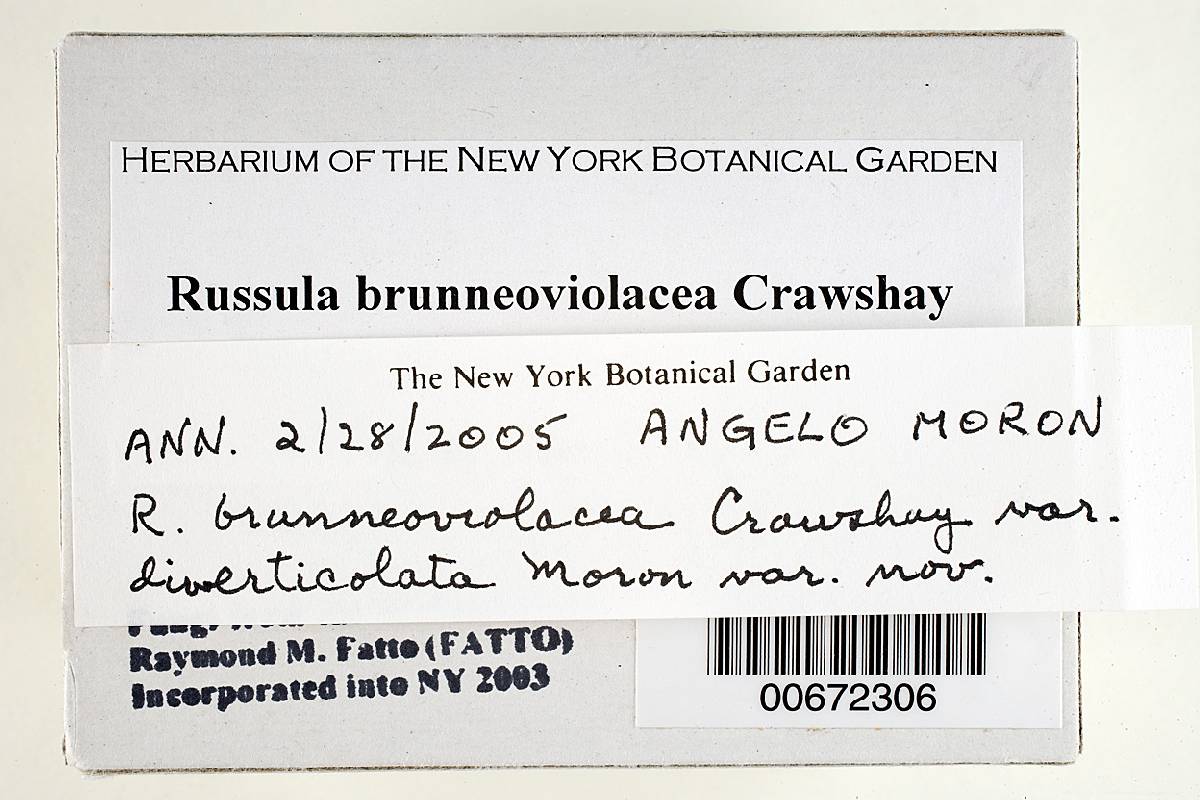 HERBARIUM OF THE NEW YORK BOTANICAL GARDEN
Russula brunneoviolacea Crawshay
The New York Botanical Garden
ANN. 2/28/2005 ANGELO MORON
R. brunneoviolacea Crawshay var.
diverticolata Moron var. nov.
Raymond M. Fatto (FATTO)
Incorporated into NY 2003
00672306